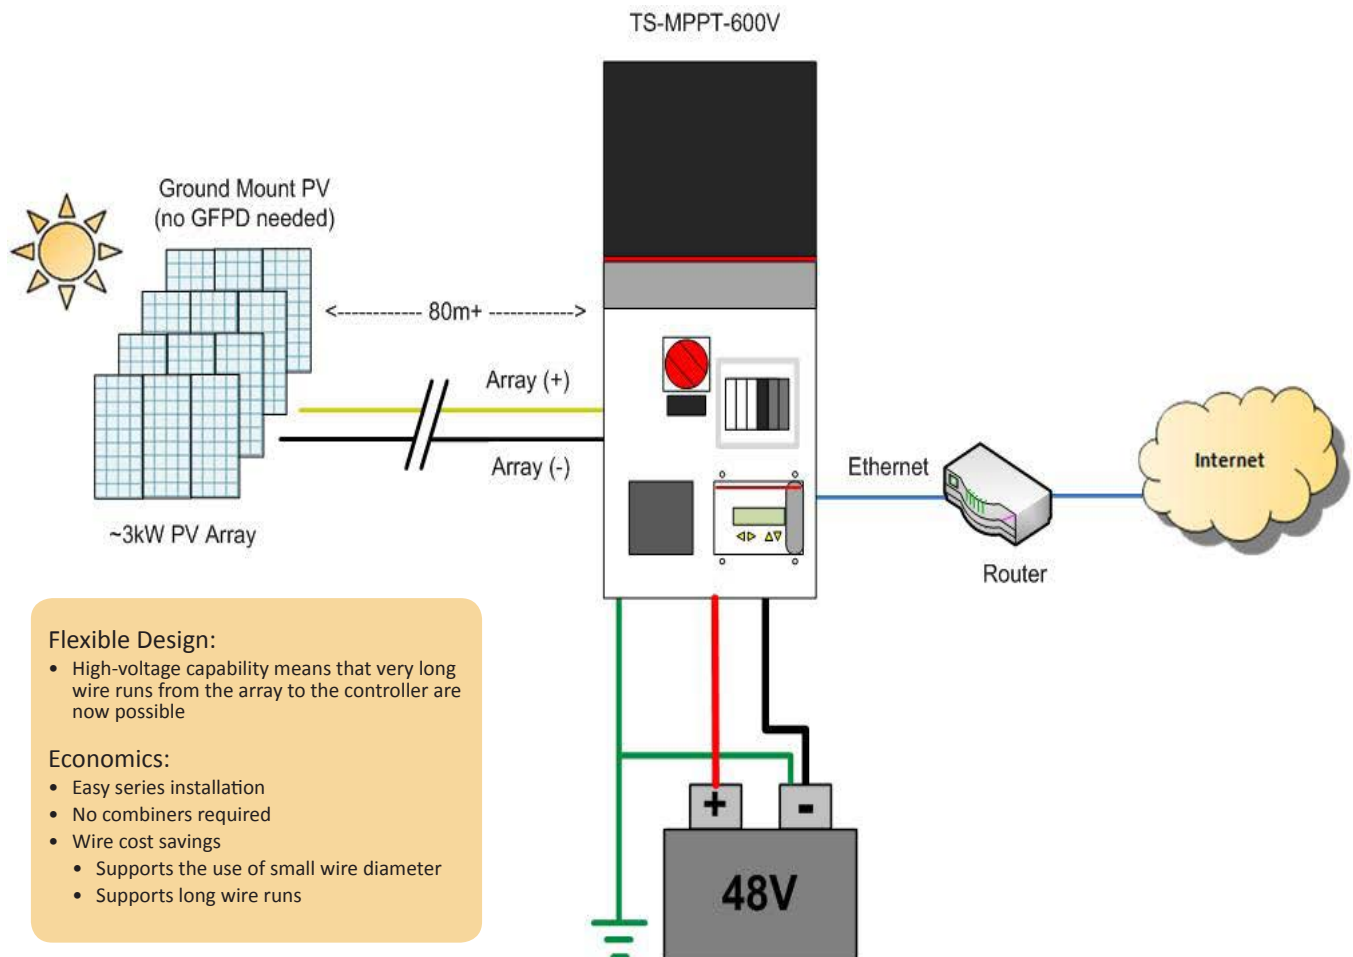 TS-MPPT-600V
Ground Mount PV
(no GFPD needed)
<------------ 80m+ ------------>
Array (+)
Array (-)
~3kW PV Array
Ethernet
Router
Internet
Flexible Design:
• High-voltage capability means that very long
wire runs from the array to the controller are
now possible
Economics:
• Easy series installation
• No combiners required
• Wire cost savings
• Supports the use of small wire diameter
• Supports long wire runs
+ -
48V